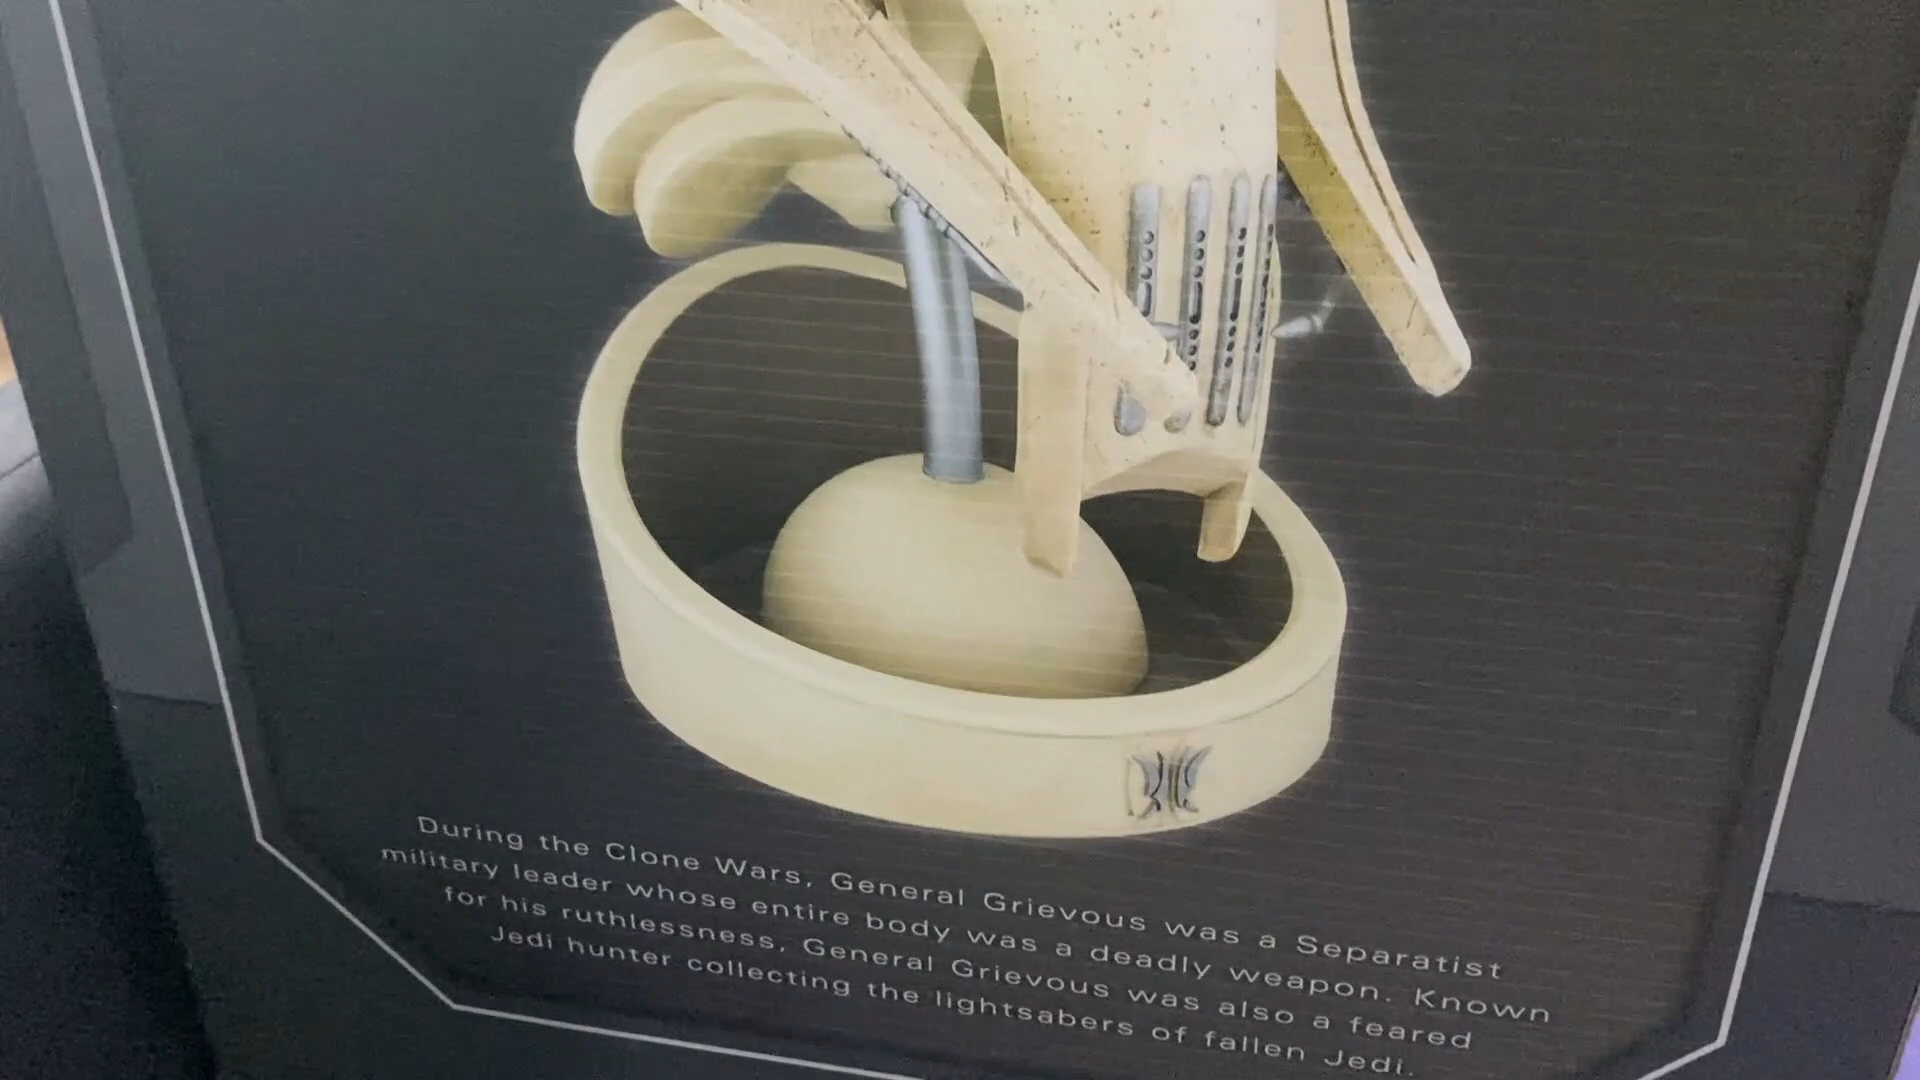 During the Clone Wars, General Grievous was a Separatist
military leader whose entire body was a deadly weapon. Known
for his ruthlessness, General Grievous was also a feared
Jedi hunter collecting the lightsabers of fallen Jedi.